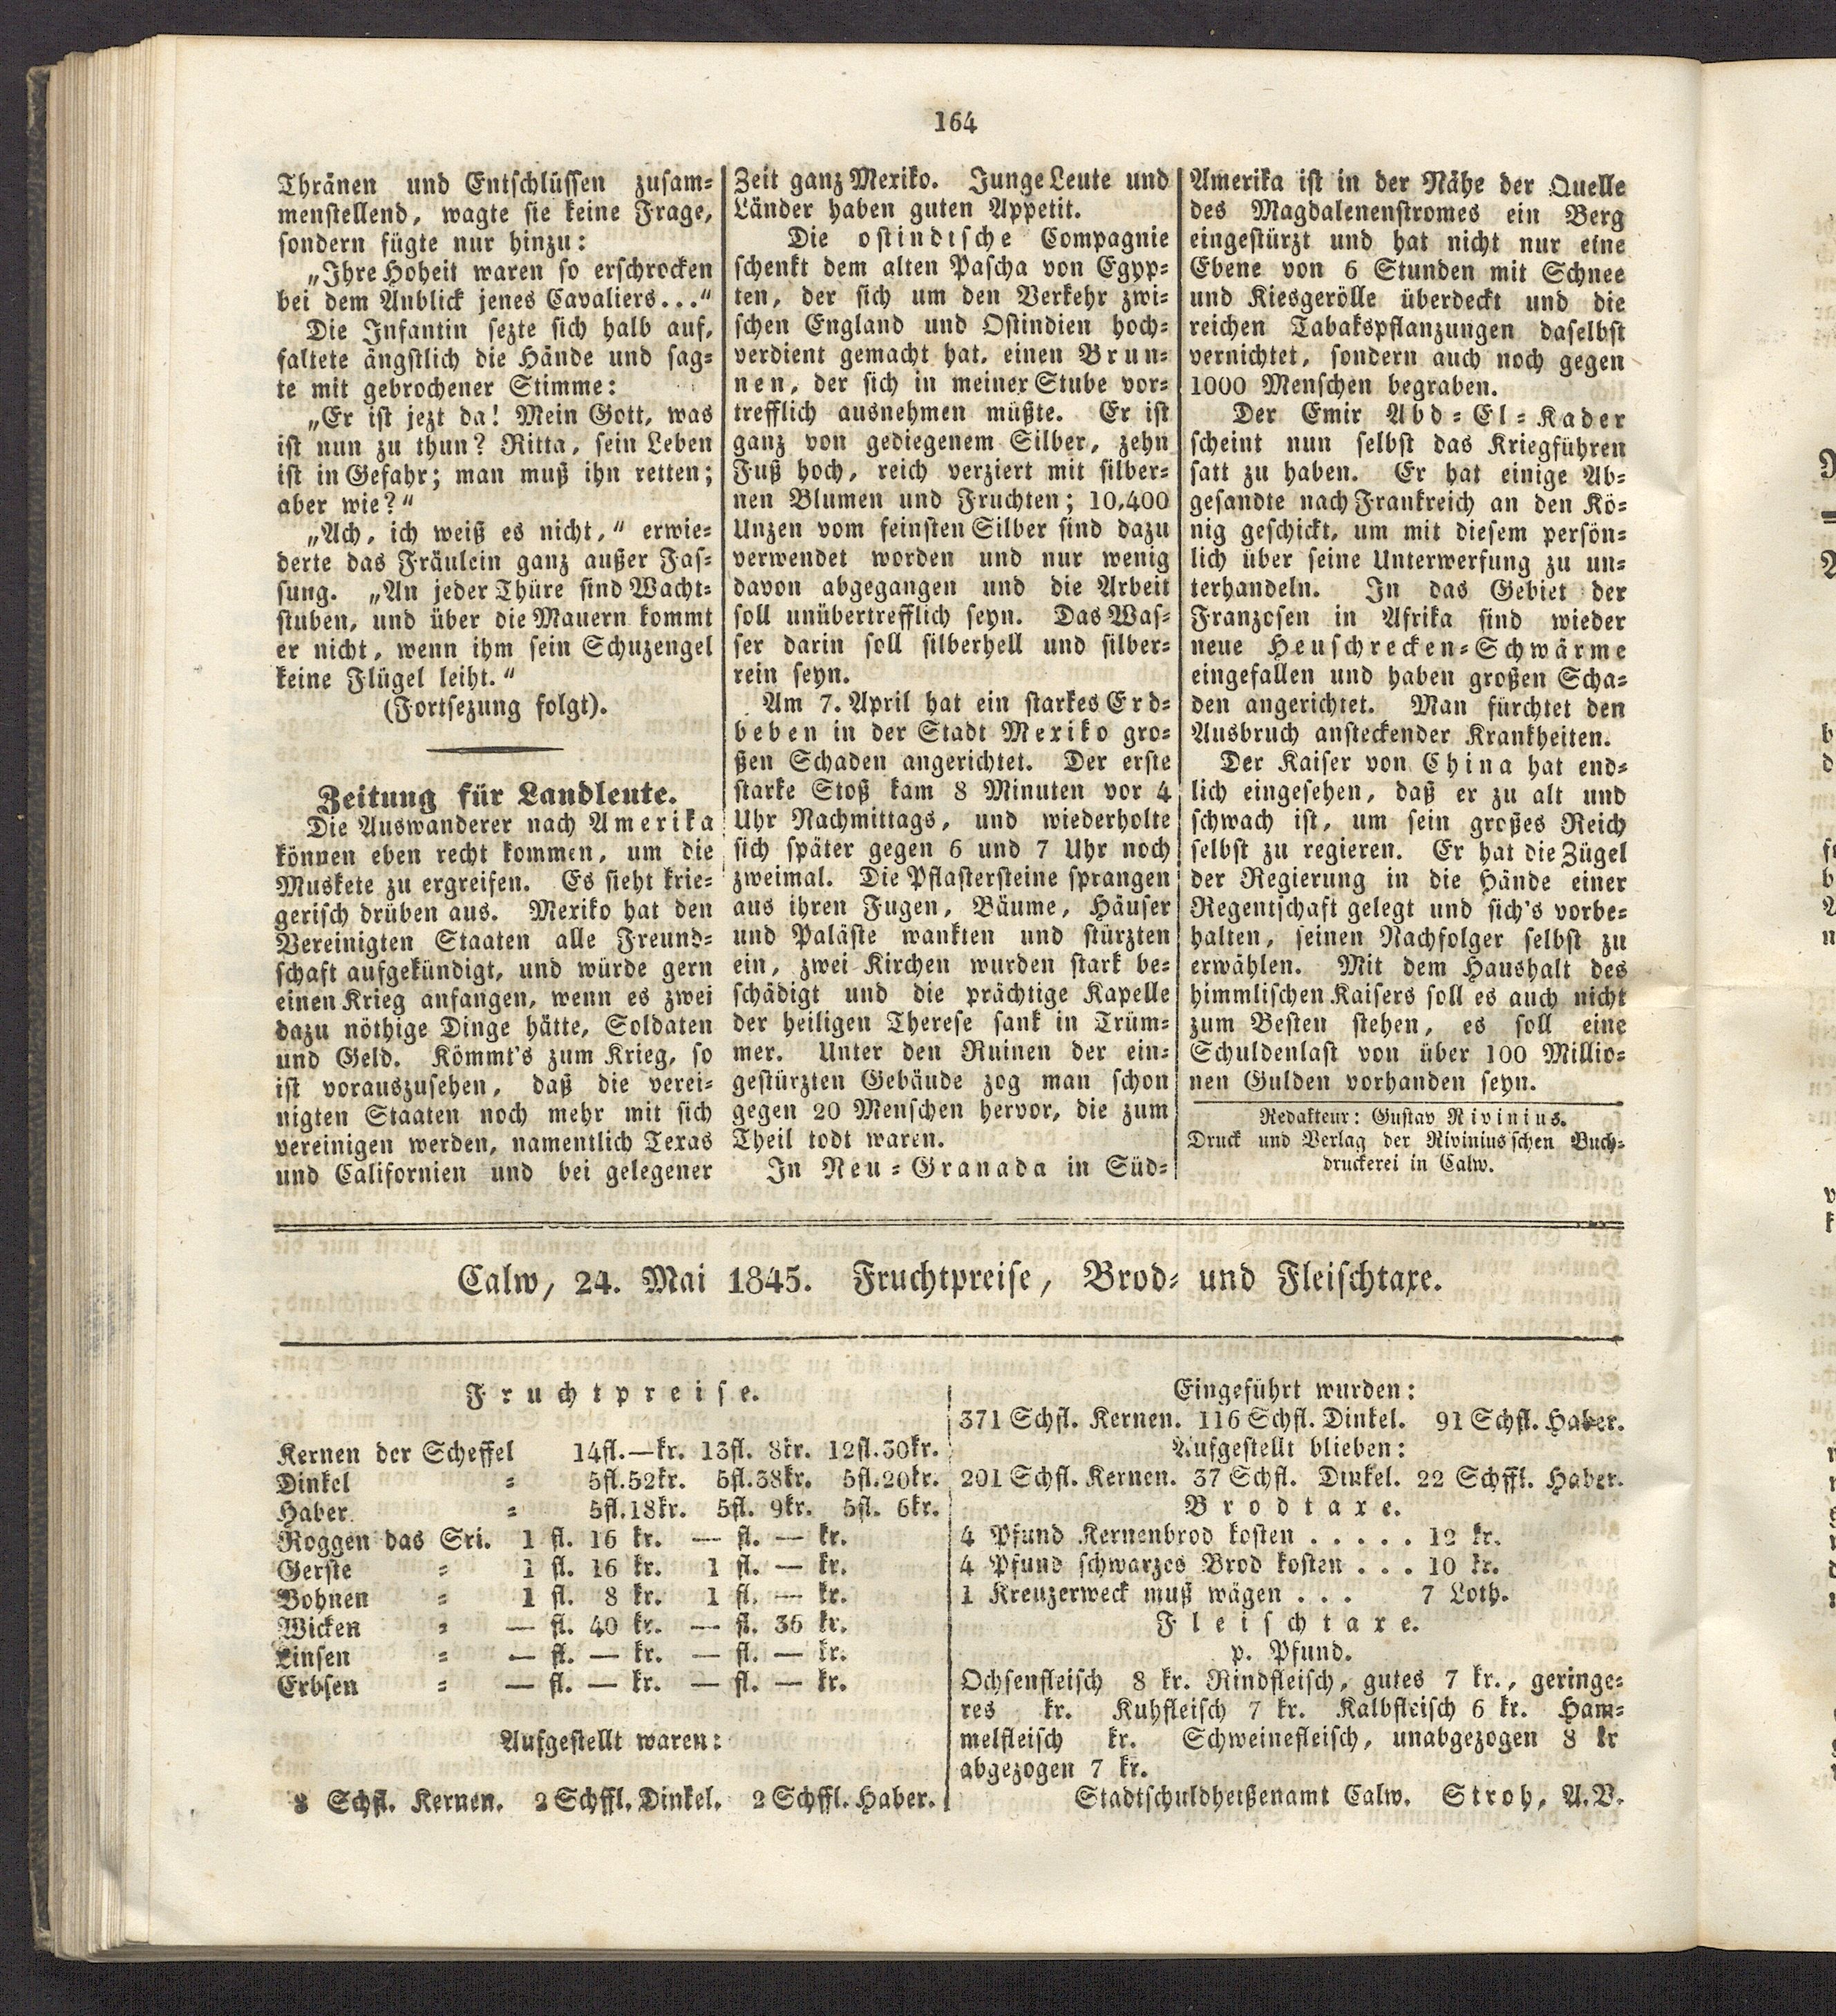 164
Thränen und Entschlüssen zusam-
menstellend, wagte sie keine Frage,
sondern fügte nur hinzu:
„Ihre Hoheit waren so erschrocken
bei dem Anblick jenes Cavaliers..."
Die Infantin sezte sich halb auf,
faltete ängstlich die Hände und sag-
te mit gebrochener Stimme:
„Er ist jezt da! Mein Gott, was
ist nun zu thun? Ritta, sein Leben
ist in Gefahr; man muß ihn retten;
aber wie?"
„Ach, ich weiß es nicht," erwie-
derte das Fräulein ganz außer Fas-
sung. „An jeder Thüre sind Wacht-
stuben, und über die Mauern kommt
er nicht, wenn ihm sein Schuzengel
keine Flügel leiht."
(Fortsezung folgt).
Zeitung für Landleute.
Die Auswanderer nach Amerika
können eben recht kommen, um die
Muskete zu ergreifen. Es sieht krie-
gerisch drüben aus. Mexiko hat den
Vereinigten Staaten alle Freund-
schaft aufgekündigt, und würde gern
einen Krieg anfangen, wenn es zwei
dazu nöthige Dinge hätte, Soldaten
und Geld. Kömmt's zum Krieg, so
ist vorauszusehen, daß die verei-
nigten Staaten noch mehr mit sich
vereinigen werden, namentlich Texas
und Californien und bei gelegener
Zeit ganz Mexiko. Junge Leute und
Länder haben guten Appetit.
Die ostindische Compagnie
schenkt dem alten Pascha von Egyp-
ten, der sich um den Verkehr zwi-
schen England und Ostindien hoch-
verdient gemacht hat, einen Brun-
nen, der sich in meiner Stube vor-
trefflich ausnehmen müßte. Er ist
ganz von gediegenem Silber, zehn
Fuß hoch, reich verziert mit silber-
nen Blumen und Fruchten; 10,400
Unzen vom feinsten Silber sind dazu
verwendet worden und nur wenig
davon abgegangen und die Arbeit
soll unübertrefflich seyn. Das Was-
ser darin soll silberhell und silber-
rein seyn.
Am 7. April hat ein starkes Erd-
beben in der Stadt Mexiko gro-
ßen Schaden angerichtet. Der erste
starke Stoß kam 8 Minuten vor 4
Uhr Nachmittags, und wiederholte
sich später gegen 6 und 7 Uhr noch
zweimal. Die Pflastersteine sprangen
aus ihren Fugen, Bäume, Häuser
und Paläste wankten und stürzten
ein, zwei Kirchen wurden stark be-
schädigt und die prächtige Kapelle
der heiligen Therese sank in Trüm-
mer. Unter den Ruinen der ein-
gestürzten Gebäude zog man schon
gegen 20 Menschen hervor, die zum
Theil todt waren.
In Neu-Granada in Süd-
Amerika ist in der Nähe der Quelle
des Magdalenenstromes ein Berg
eingestürzt und hat nicht nur eine
Ebene von 6 Stunden mit Schnee
und Kiesgerölle überdeckt und die
reichen Tabakspflanzungen daselbst
vernichtet, sondern auch noch gegen
1000 Menschen begraben.
Der Emir Abd-El-Kader
scheint nun selbst das Kriegführen
satt zu haben. Er hat einige Ab-
gesandte nach Frankreich an den Kö-
nig geschickt, um mit diesem persön-
lich über seine Unterwerfung zu un-
terhandeln. In das Gebiet der
Franzosen in Afrika sind wieder
neue Heuschrecken-Schwärme
eingefallen und haben großen Scha-
den angerichtet. Man fürchtet den
Ausbruch ansteckender Krankheiten.
Der Kaiser von China hat end-
lich eingesehen, daß er zu alt und
schwach ist, um sein großes Reich
selbst zu regieren. Er hat die Zügel
der Regierung in die Hände einer
Regentschaft gelegt und sich's vorbe-
halten, seinen Nachfolger selbst zu
erwählen. Mit dem Haushalt des
himmlischen Kaisers soll es auch nicht
zum Besten stehen, es soll eine
Schuldenlast von über 100 Millio-
nen Gulden vorhanden seyn.
Redakteur: Gustav Rivinius.
Druck und Verlag der Rivinius'schen Buch-
druckerei in Calw.
Calw, 24. Mai 1845. Fruchtpreise, Brod- und Fleischtaxe.
Fruchtpreise.
Kernen der Scheffel 14fl.—kr. 13fl. 8kr. 12fl.30kr.
Dinkel = 5fl.52kr. 5fl.38kr. 5fl.20kr.
Haber = 5fl.18kr. 5fl. 9kr. 5fl. 6kr.
Roggen das Sri. 1 fl. 16 kr. — fl. — kr.
Gerste = 1 fl. 16 kr. 1 fl. — kr.
Bohnen = 1 fl. 8 kr. 1 fl. — kr.
Wicken = — fl. 40 kr. — fl. 36 kr.
Linsen = — fl. — kr. — fl. — kr.
Erbsen = — fl. — kr. — fl. — kr.
Aufgestellt waren:
8 Schfl. Kernen. 2 Schffl. Dinkel. 2 Schffl. Haber.
Eingeführt wurden:
371 Schfl. Kernen. 116 Schfl. Dinkel. 91 Schfl. Haber.
Aufgestellt blieben:
201 Schfl. Kernen. 37 Schfl. Dinkel. 22 Schffl. Haber.
Brodtaxe.
4 Pfund Kernenbrod kosten . . . . . 12 kr.
4 Pfund schwarzes Brod kosten . . . 10 kr.
1 Kreuzerweck muß wägen . . . 7 Loth.
Fleischtaxe.
p. Pfund.
Ochsenfleisch 8 kr. Rindfleisch, gutes 7 kr., geringe-
res kr. Kuhfleisch 7 kr. Kalbfleisch 6 kr. Ham-
melfleisch kr. Schweinefleisch, unabgezogen 8 kr
abgezogen 7 kr.
Stadtschuldheißenamt Calw. Stroh, A.V.